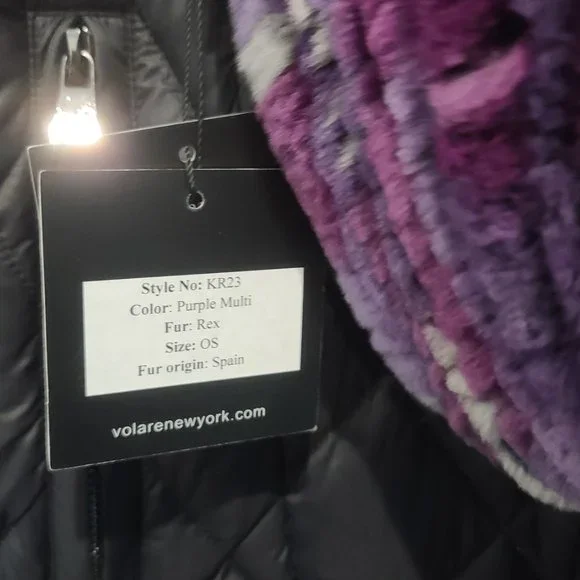 Style No: KR23
Color: Purple Multi
Fur: Rex
Size: OS
Fur origin: Spain
volarenewyork.com